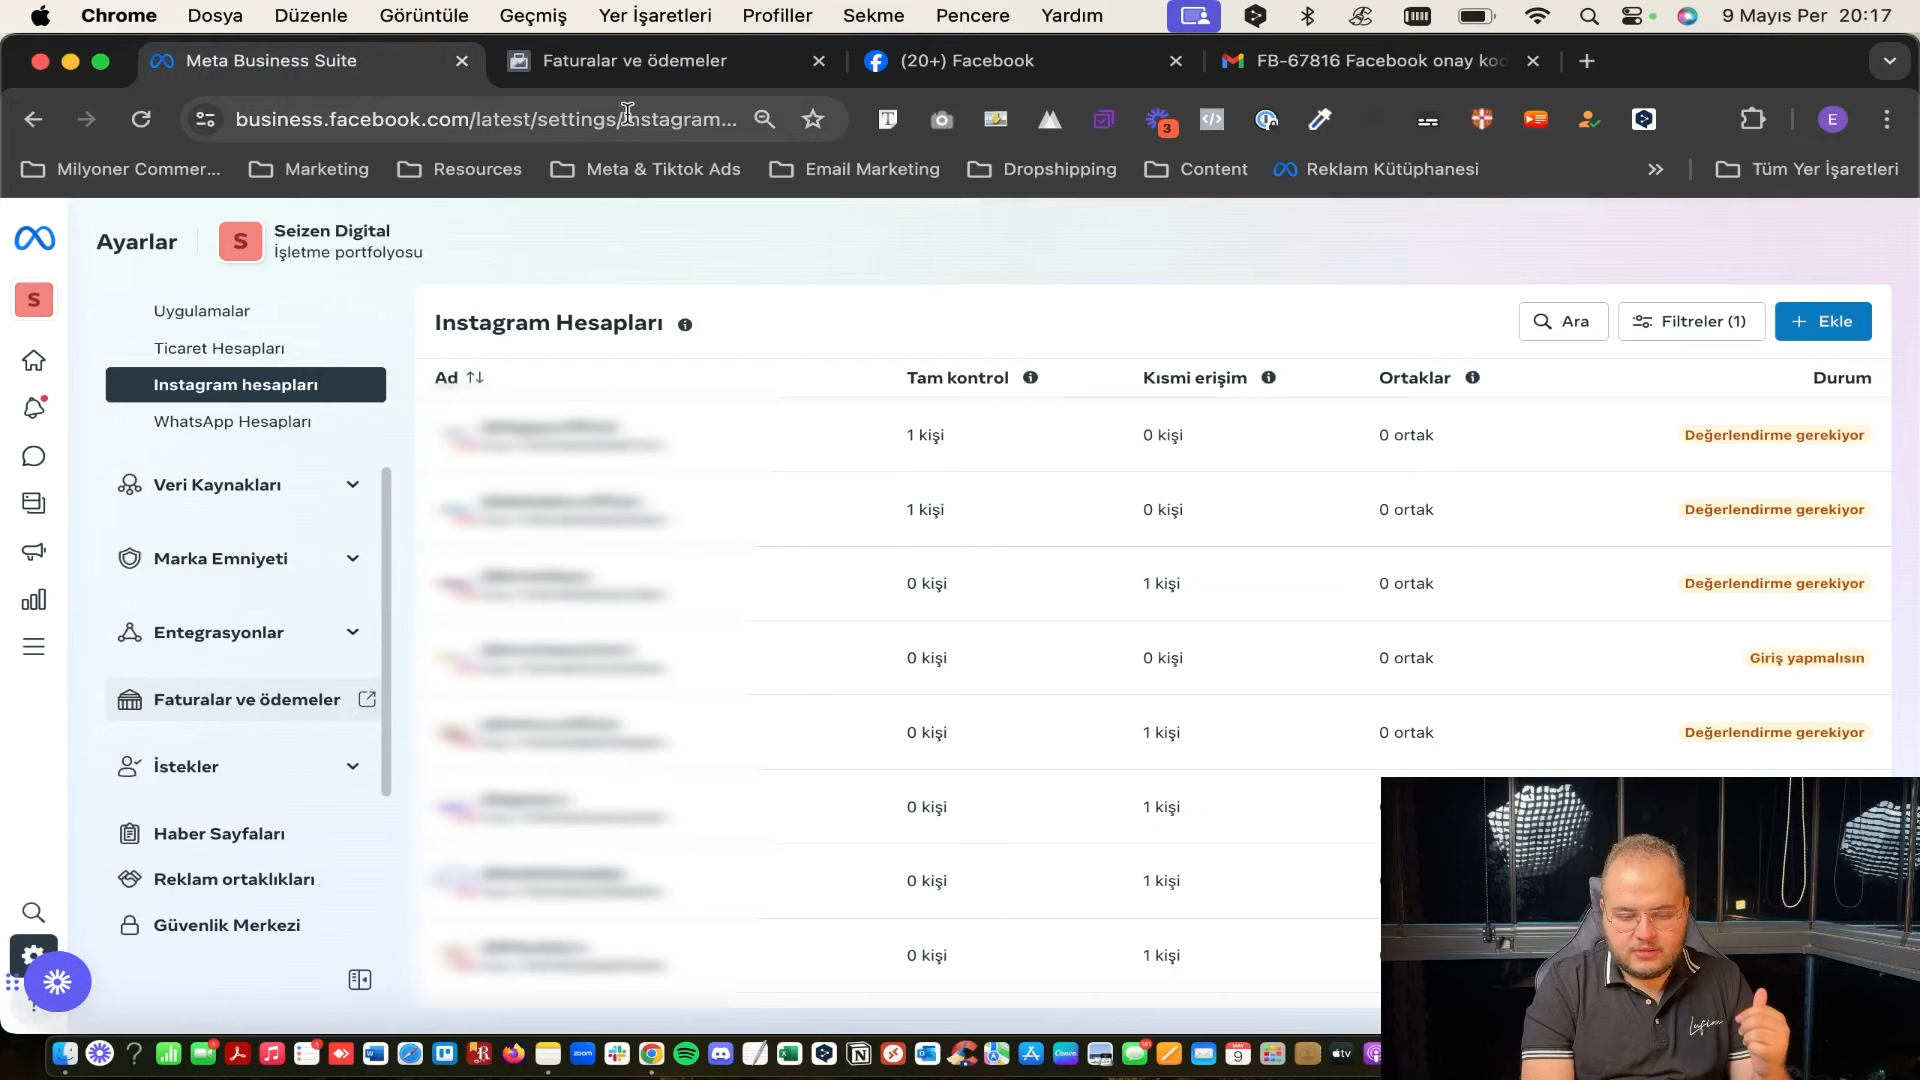 Chrome Dosya Düzenle Görüntüle Geçmiş Yer İşaretleri Profiller Sekme Pencere Yardım 9 Mayıs Per 20:17
Meta Business Suite Faturalar ve ödemeler (20+) Facebook FB-67816 Facebook onay kod
business.facebook.com/latest/settings/instagram... 3 E
Milyoner Commer... Marketing Resources Meta & Tiktok Ads Email Marketing Dropshipping Content Reklam Kütüphanesi Tüm Yer İşaretleri
Ayarlar
S
Seizen Digital
İşletme portfolyosu
S
Uygulamalar
Ticaret Hesapları
Instagram hesapları
WhatsApp Hesapları
Veri Kaynakları
Marka Emniyeti
Entegrasyonlar
Faturalar ve ödemeler
İstekler
Haber Sayfaları
Reklam ortaklıkları
Güvenlik Merkezi
Instagram Hesapları
Ara
Filtreler (1)
+ Ekle
Ad Tam kontrol Kısmi erişim Ortaklar Durum
1 kişi 0 kişi 0 ortak Değerlendirme gerekiyor
1 kişi 0 kişi 0 ortak Değerlendirme gerekiyor
0 kişi 1 kişi 0 ortak Değerlendirme gerekiyor
0 kişi 0 kişi 0 ortak Giriş yapmalısın
0 kişi 1 kişi 0 ortak Değerlendirme gerekiyor
0 kişi 1 kişi
0 kişi 1 kişi
0 kişi 1 kişi
zoom
Canva
9
tv